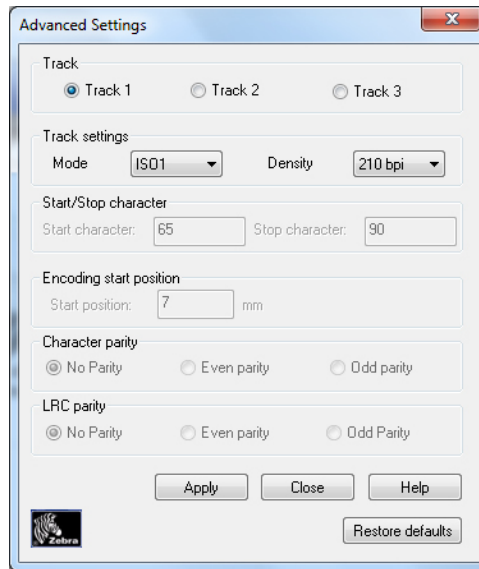 Advanced Settings
Track
Track 1 Track 2 Track 3
Track settings
Mode ISO1 Density 210 bpi
Start/Stop character
Start character: 65 Stop character: 90
Encoding start position
Start position: 7 mm
Character parity
No Parity Even parity Odd parity
LRC parity
No Parity Even parity Odd Parity
Apply Close Help
Zebra
Restore defaults